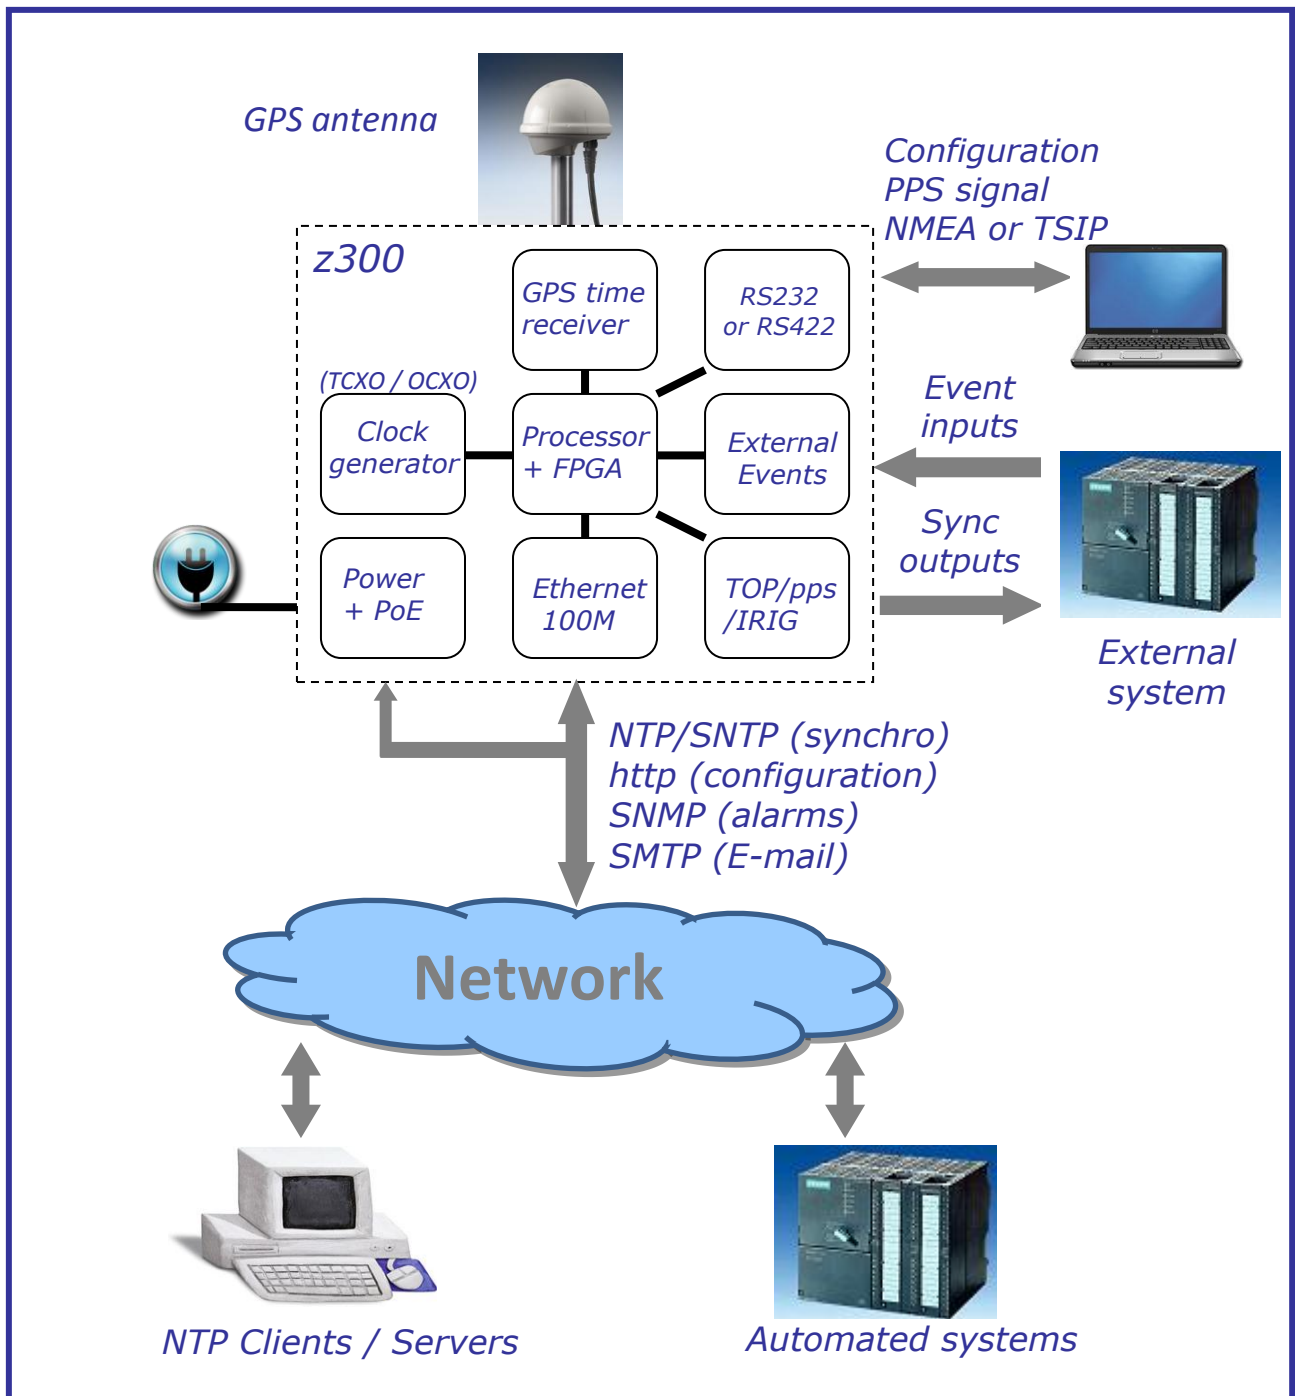 GPS antenna
Configuration
PPS signal
NMEA or TSIP
z300
GPS time
receiver
RS232
or RS422
(TCXO / OCXO)
Clock
generator
Processor
+ FPGA
External
Events
Event
inputs
Sync
outputs
Power
+ PoE
Ethernet
100M
TOP/pps
/IRIG
External
system
NTP/SNTP (synchro)
http (configuration)
SNMP (alarms)
SMTP (E-mail)
Network
NTP Clients / Servers
Automated systems